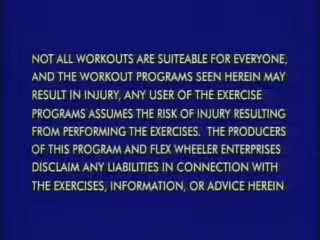 NOT ALL WORKOUTS ARE SUITEABLE FOR EVERYONE,
AND THE WORKOUT PROGRAMS SEEN HEREIN MAY
RESULT IN INJURY, ANY USER OF THE EXERCISE
PROGRAMS ASSUMES THE RISK OF INJURY RESULTING
FROM PERFORMING THE EXERCISES. THE PRODUCERS
OF THIS PROGRAM AND FLEX WHEELER ENTERPRISES
DISCLAIM ANY LIABILITIES IN CONNECTION WITH
THE EXERCISES, INFORMATION, OR ADVICE HEREIN